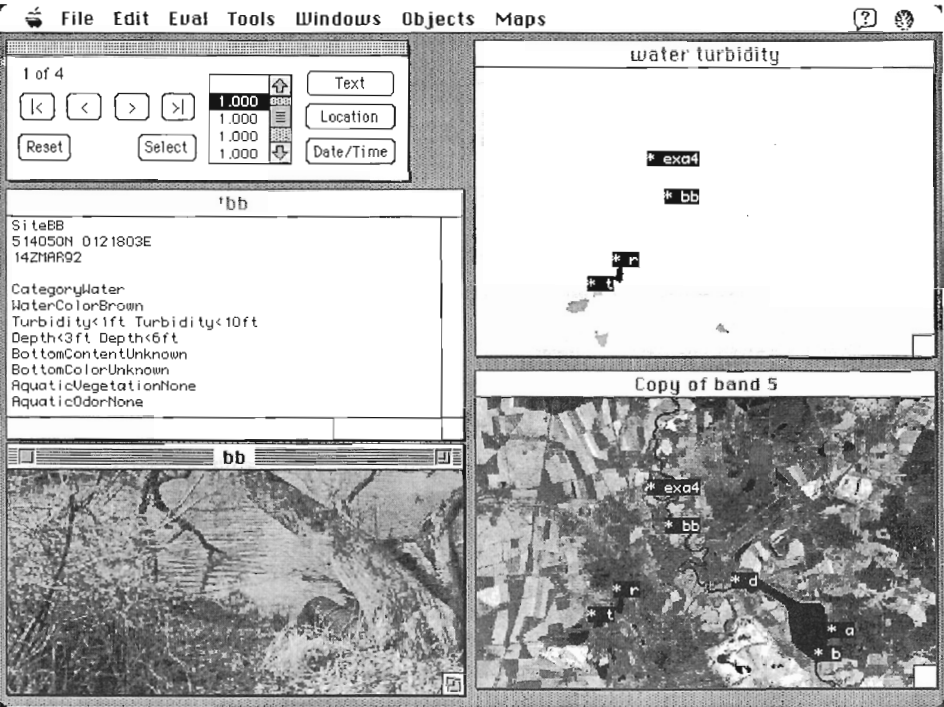 File Edit Eval Tools Windows Objects Maps
1 of 4
|< < > >|
Reset Select
1.000
1.000
1.000
1.000
Text
Location
Date/Time
'bb
SiteBB
514050N 0121803E
14ZMAR92
CategoryWater
WaterColorBrown
Turbidity<1ft Turbidity<10ft
Depth<3ft Depth<6ft
BottomContentUnknown
BottomColorUnknown
AquaticVegetationNone
AquaticOdorNone
bb
water turbidity
* exa4
* bb
* r
* t
Copy of band 5
* exa4
* bb
* d
* r
* t
* a
* b